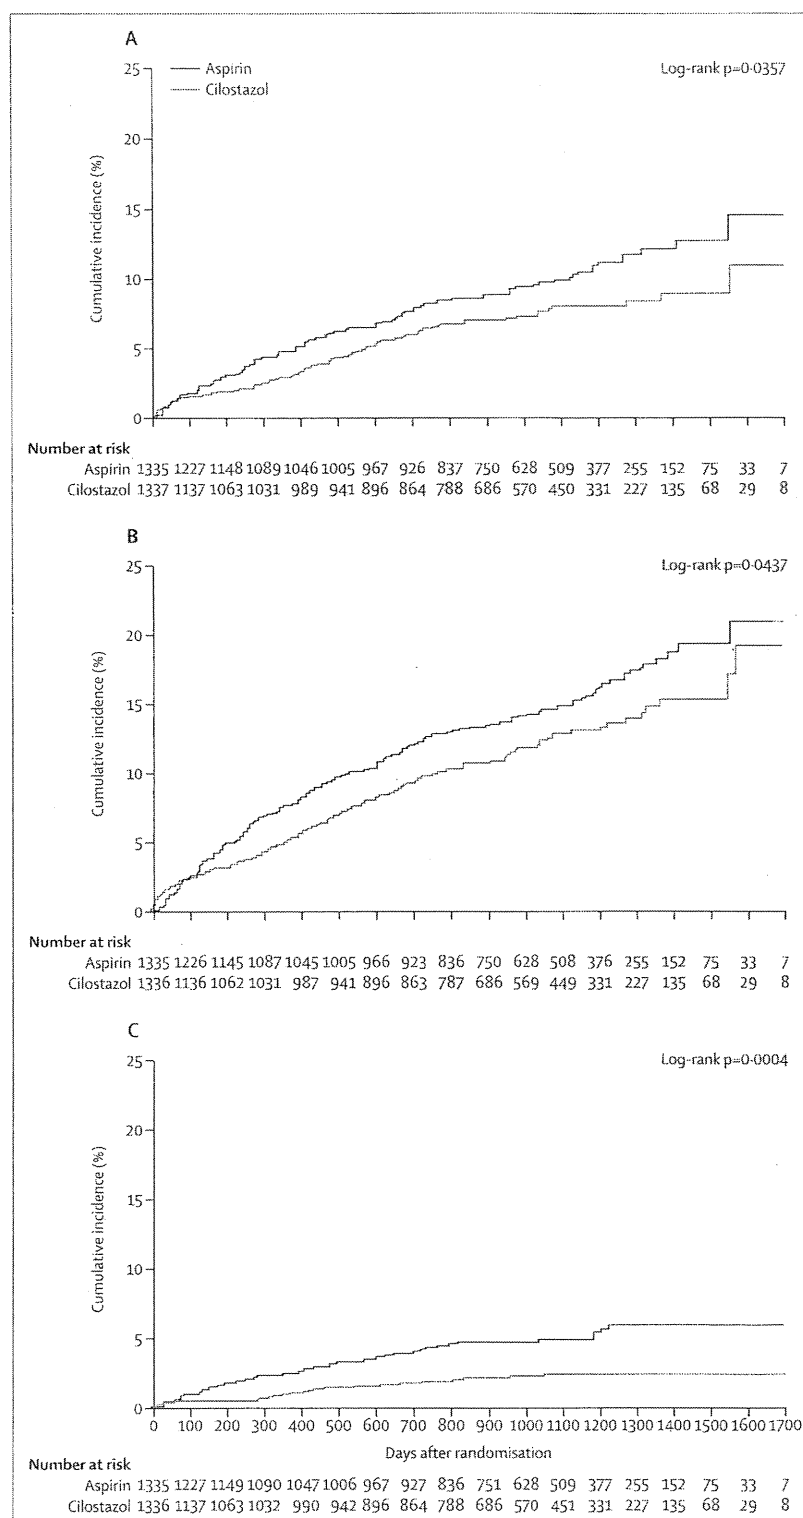 A
25
Aspirin
Log-rank p=0·0357
Cilostazol
20
15
10
5
0
Cumulative incidence (%)
Number at risk
Aspirin 1335 1227 1148 1089 1046 1005 967 926 837 750 628 509 377 255 152 75 33 7
Cilostazol 1337 1137 1063 1031 989 941 896 864 788 686 570 450 331 227 135 68 29 8
B
25
Log-rank p=0·0437
20
15
10
5
0
Cumulative incidence (%)
Number at risk
Aspirin 1335 1226 1145 1087 1045 1005 966 923 836 750 628 508 376 255 152 75 33 7
Cilostazol 1336 1136 1062 1031 987 941 896 863 787 686 569 449 331 227 135 68 29 8
C
25
Log-rank p=0·0004
20
15
10
5
0
Cumulative incidence (%)
0 100 200 300 400 500 600 700 800 900 1000 1100 1200 1300 1400 1500 1600 1700
Days after randomisation
Number at risk
Aspirin 1335 1227 1149 1090 1047 1006 967 927 836 751 628 509 377 255 152 75 33 7
Cilostazol 1336 1137 1063 1032 990 942 896 864 788 686 570 451 331 227 135 68 29 8